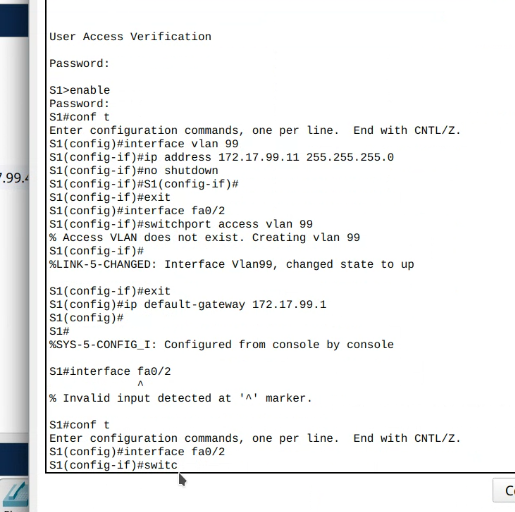 User Access Verification
Password:
S1>enable
Password:
S1#conf t
Enter configuration commands, one per line.  End with CNTL/Z.
S1(config)#interface vlan 99
S1(config-if)#ip address 172.17.99.11 255.255.255.0
S1(config-if)#no shutdown
S1(config-if)#S1(config-if)#
S1(config-if)#exit
S1(config)#interface fa0/2
S1(config-if)#switchport access vlan 99
% Access VLAN does not exist. Creating vlan 99
S1(config-if)#
%LINK-5-CHANGED: Interface Vlan99, changed state to up
S1(config-if)#exit
S1(config)#ip default-gateway 172.17.99.1
S1(config)#
S1#
%SYS-5-CONFIG_I: Configured from console by console
S1#interface fa0/2
^
% Invalid input detected at '^' marker.
S1#conf t
Enter configuration commands, one per line.  End with CNTL/Z.
S1(config)#interface fa0/2
S1(config-if)#switc